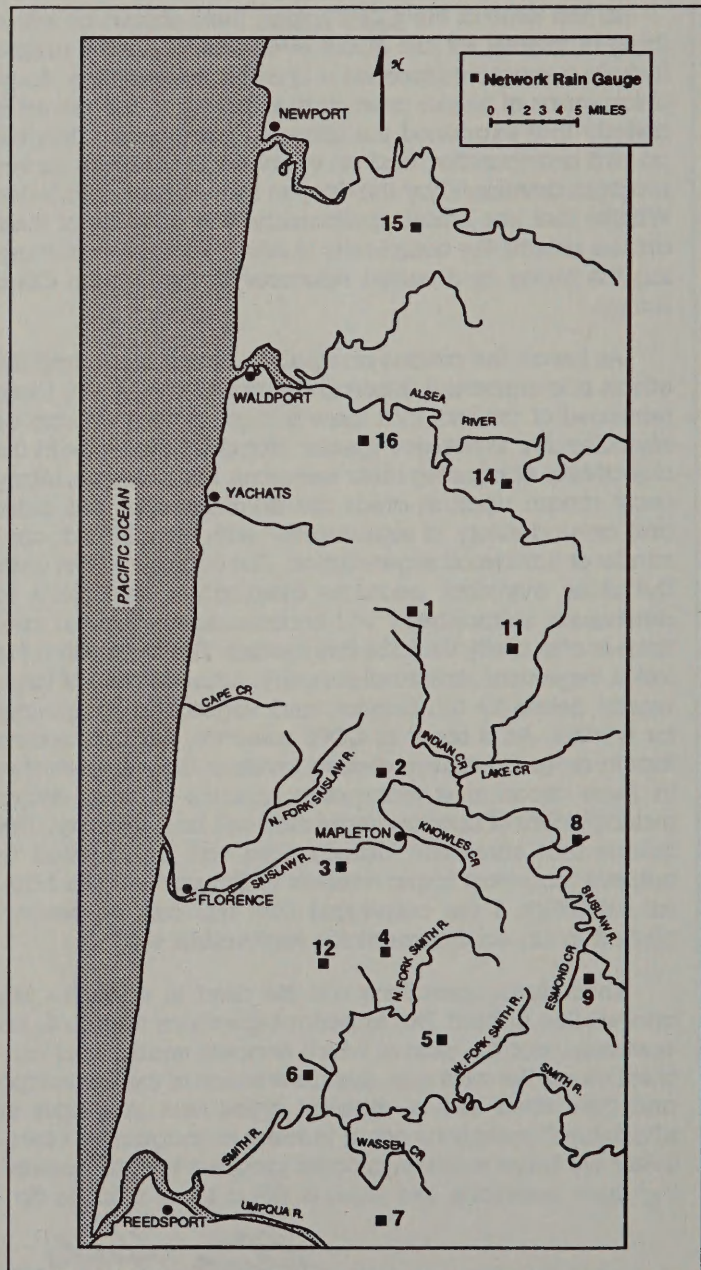 N
■ Network Rain Gauge
0 1 2 3 4 5 MILES
NEWPORT
15
WALDPORT
ALSEA
RIVER
16
14
YACHATS
PACIFIC OCEAN
1
11
CAPE CR
INDIAN CR
LAKE CR
N. FORK SIUSLAW R.
2
MAPLETON
KNOWLES CR
8
3
SIUSLAW R.
FLORENCE
SIUSLAW R.
4
12
N. FORK SMITH R.
ESMOND CR
9
5
W. FORK SMITH R.
6
SMITH R.
SMITH R.
WASSEN CR
REEDSPORT
UMPQUA R.
7